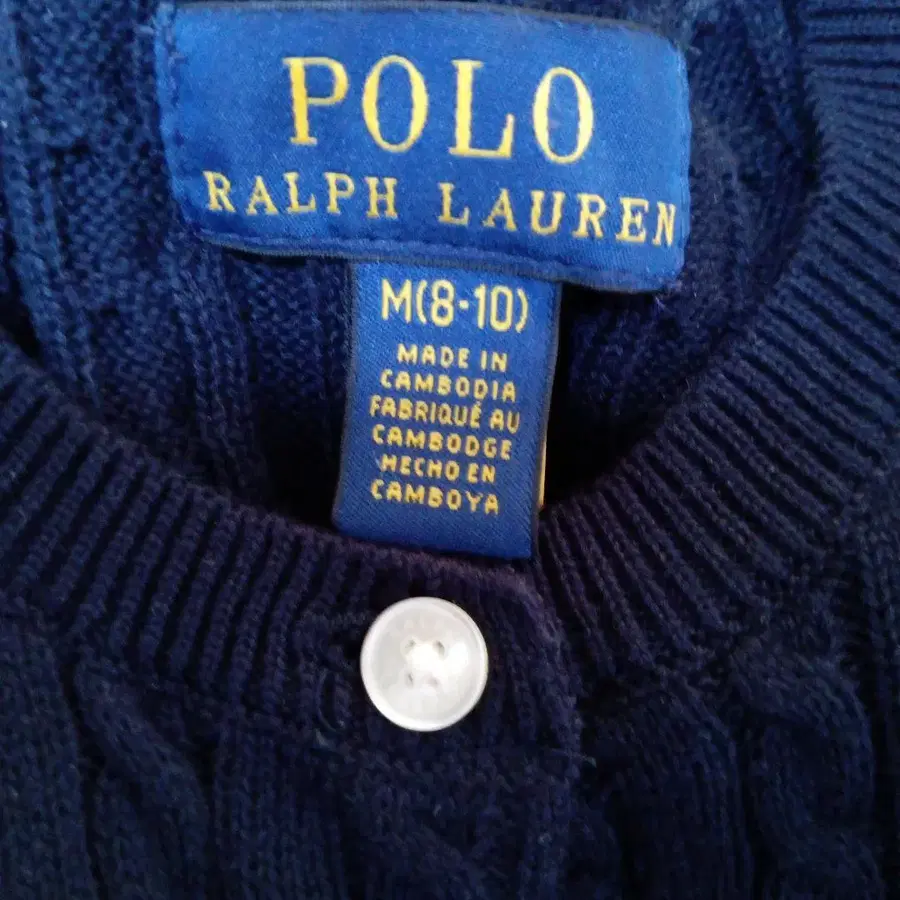 POLO
RALPH LAUREN
M(8-10)
MADE IN
CAMBODIA
FABRIQUÉ AU
CAMBODGE
HECHO EN
CAMBOYA